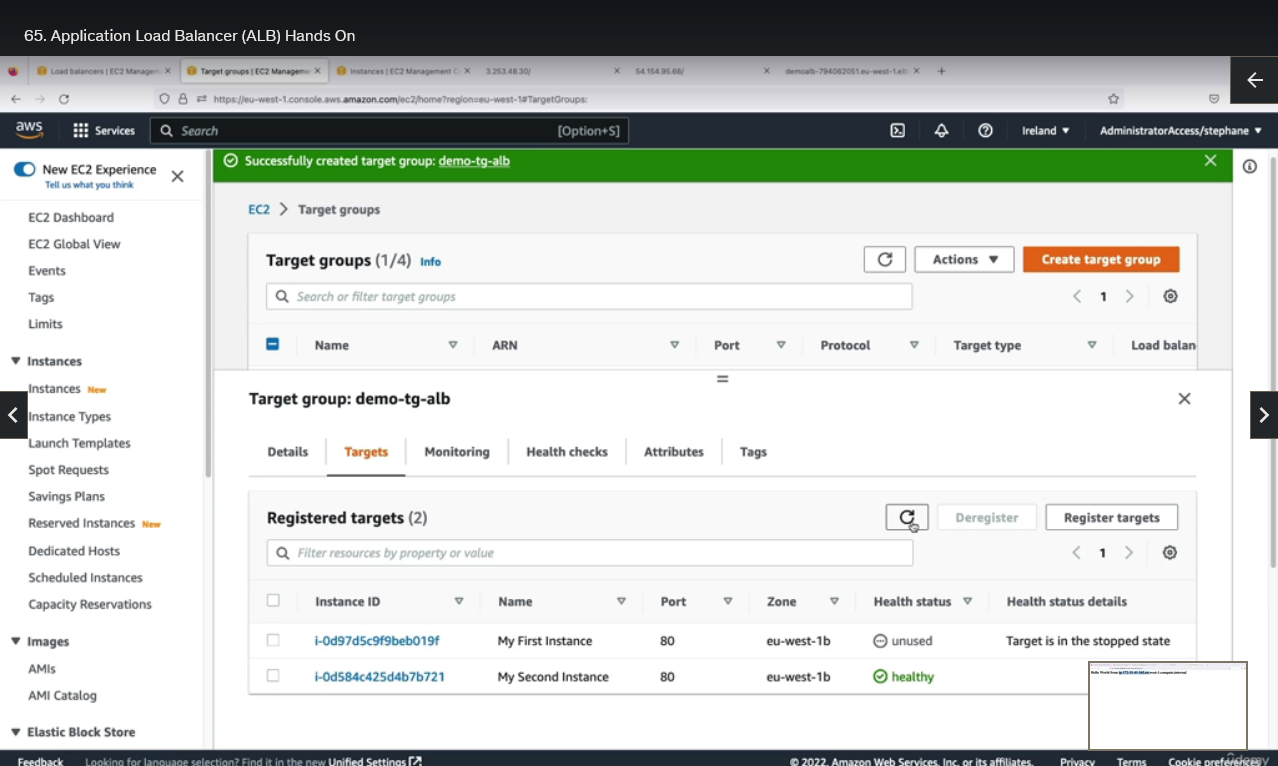 65. Application Load Balancer (ALB) Hands On
Load balancers | EC2 Managem
Target groups | EC2 Manageme
Instances | EC2 Management C
3.253.48.30/
54.154.95.66/
demoalb-794062051.eu-west-1.elb
https://eu-west-1.console.aws.amazon.com/ec2/home?region=eu-west-1#TargetGroups:
aws
Services
Search
[Option+S]
Ireland ▼
AdministratorAccess/stephane ▼
New EC2 Experience
Tell us what you think
EC2 Dashboard
EC2 Global View
Events
Tags
Limits
Instances
Instances New
Instance Types
Launch Templates
Spot Requests
Savings Plans
Reserved Instances New
Dedicated Hosts
Scheduled Instances
Capacity Reservations
Images
AMIs
AMI Catalog
Elastic Block Store
Successfully created target group: demo-tg-alb
EC2 > Target groups
Target groups (1/4) Info
Actions ▼
Create target group
Search or filter target groups
1
Name
ARN
Port
Protocol
Target type
Load balan
Target group: demo-tg-alb
Details
Targets
Monitoring
Health checks
Attributes
Tags
Registered targets (2)
Deregister
Register targets
Filter resources by property or value
1
Instance ID
Name
Port
Zone
Health status
Health status details
i-0d97d5c9f9beb019f My First Instance 80 eu-west-1b unused Target is in the stopped state
i-0d584c425d4b7b721 My Second Instance 80 eu-west-1b healthy
Feedback
Looking for language selection? Find it in the new Unified Settings
© 2022, Amazon Web Services, Inc. or its affiliates.
Privacy
Terms
Cookie preferences